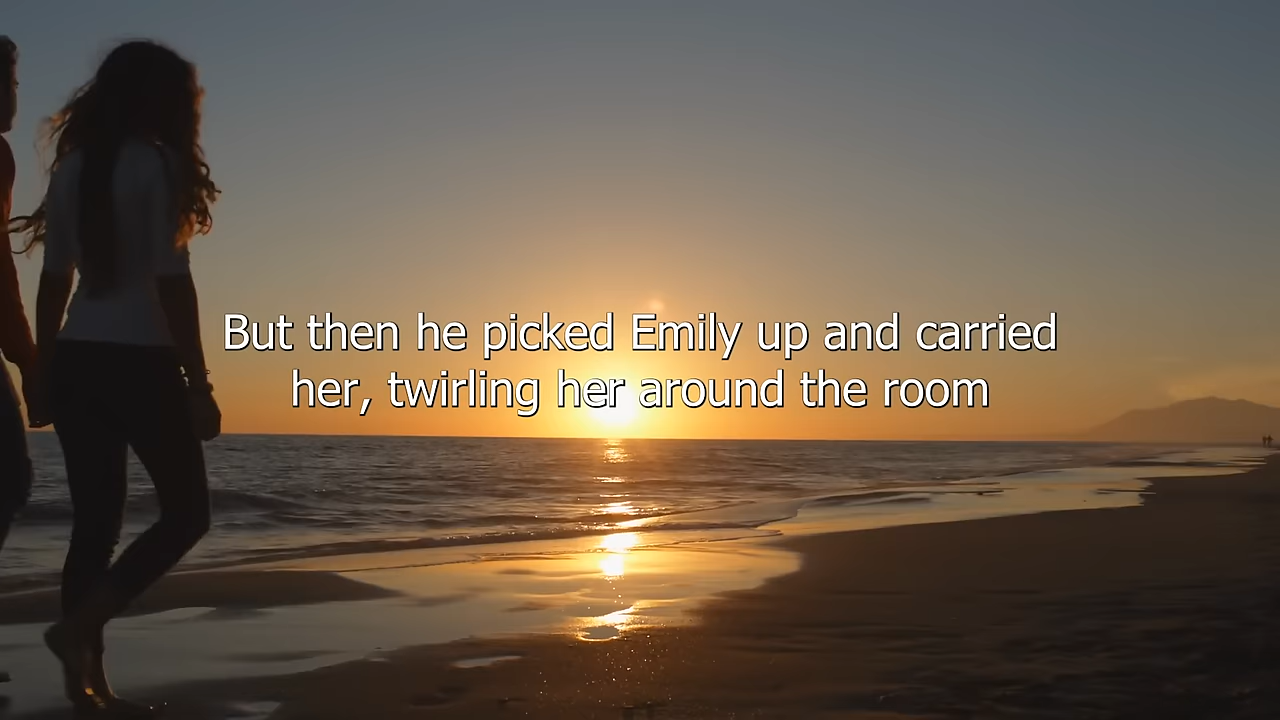 But then he picked Emily up and carried
her, twirling her around the room